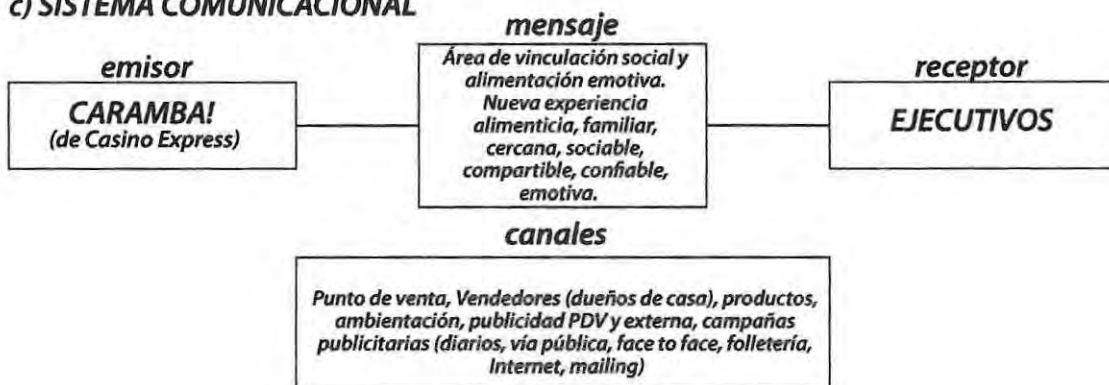 c) SISTEMA COMUNICACIONAL
mensaje
emisor
receptor
CARAMBA!
(de Casino Express)
Área de vinculación social y
alimentación emotiva.
Nueva experiencia
alimenticia, familiar,
cercana, sociable,
compartible, confiable,
emotiva.
EJECUTIVOS
canales
Punto de venta, Vendedores (dueños de casa), productos,
ambientación, publicidad PDV y externa, campañas
publicitarias (diarios, vía pública, face to face, folletería,
Internet, mailing)